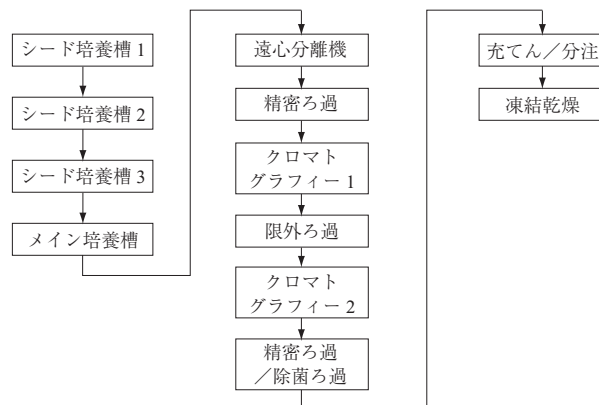 シード培養槽 1
シード培養槽 2
シード培養槽 3
メイン培養槽
遠心分離機
精密ろ過
クロマト
グラフィー 1
限外ろ過
クロマト
グラフィー 2
精密ろ過
／除菌ろ過
充てん／分注
凍結乾燥